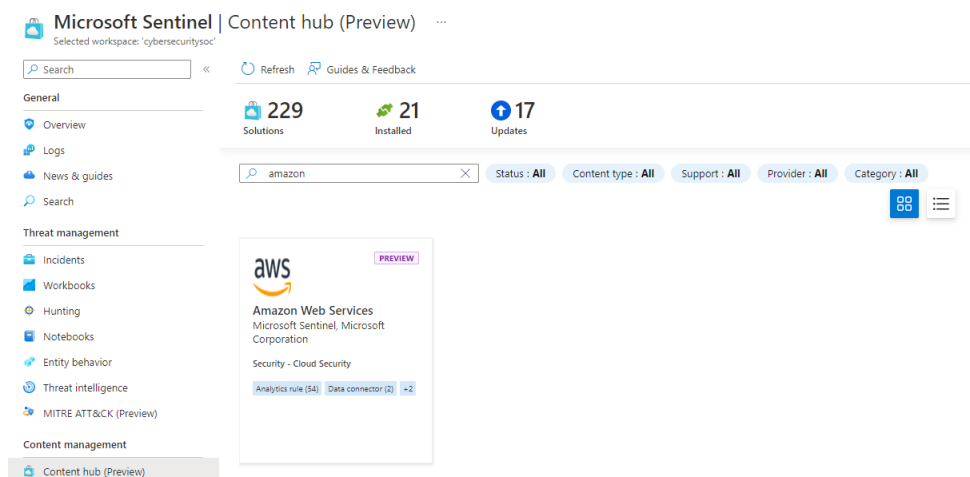 Microsoft Sentinel | Content hub (Preview) ...
Selected workspace: 'cybersecuritysoc'
Search «
General
Overview
Logs
News & guides
Search
Threat management
Incidents
Workbooks
Hunting
Notebooks
Entity behavior
Threat intelligence
MITRE ATT&CK (Preview)
Content management
Content hub (Preview)
Refresh Guides & Feedback
229 21 17
Solutions Installed Updates
amazon Status : All Content type : All Support : All Provider : All Category : All
PREVIEW
aws
Amazon Web Services
Microsoft Sentinel, Microsoft
Corporation
Security - Cloud Security
Analytics rule (54) Data connector (2) +2